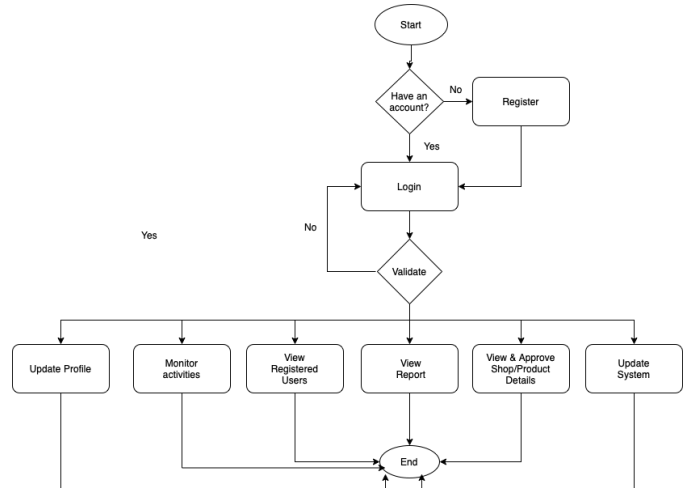 Start
Have an
account?
No
Register
Yes
Login
No
Yes
Validate
Update Profile
Monitor
activities
View
Registered
Users
View
Report
View & Approve
Shop/Product
Details
Update
System
End